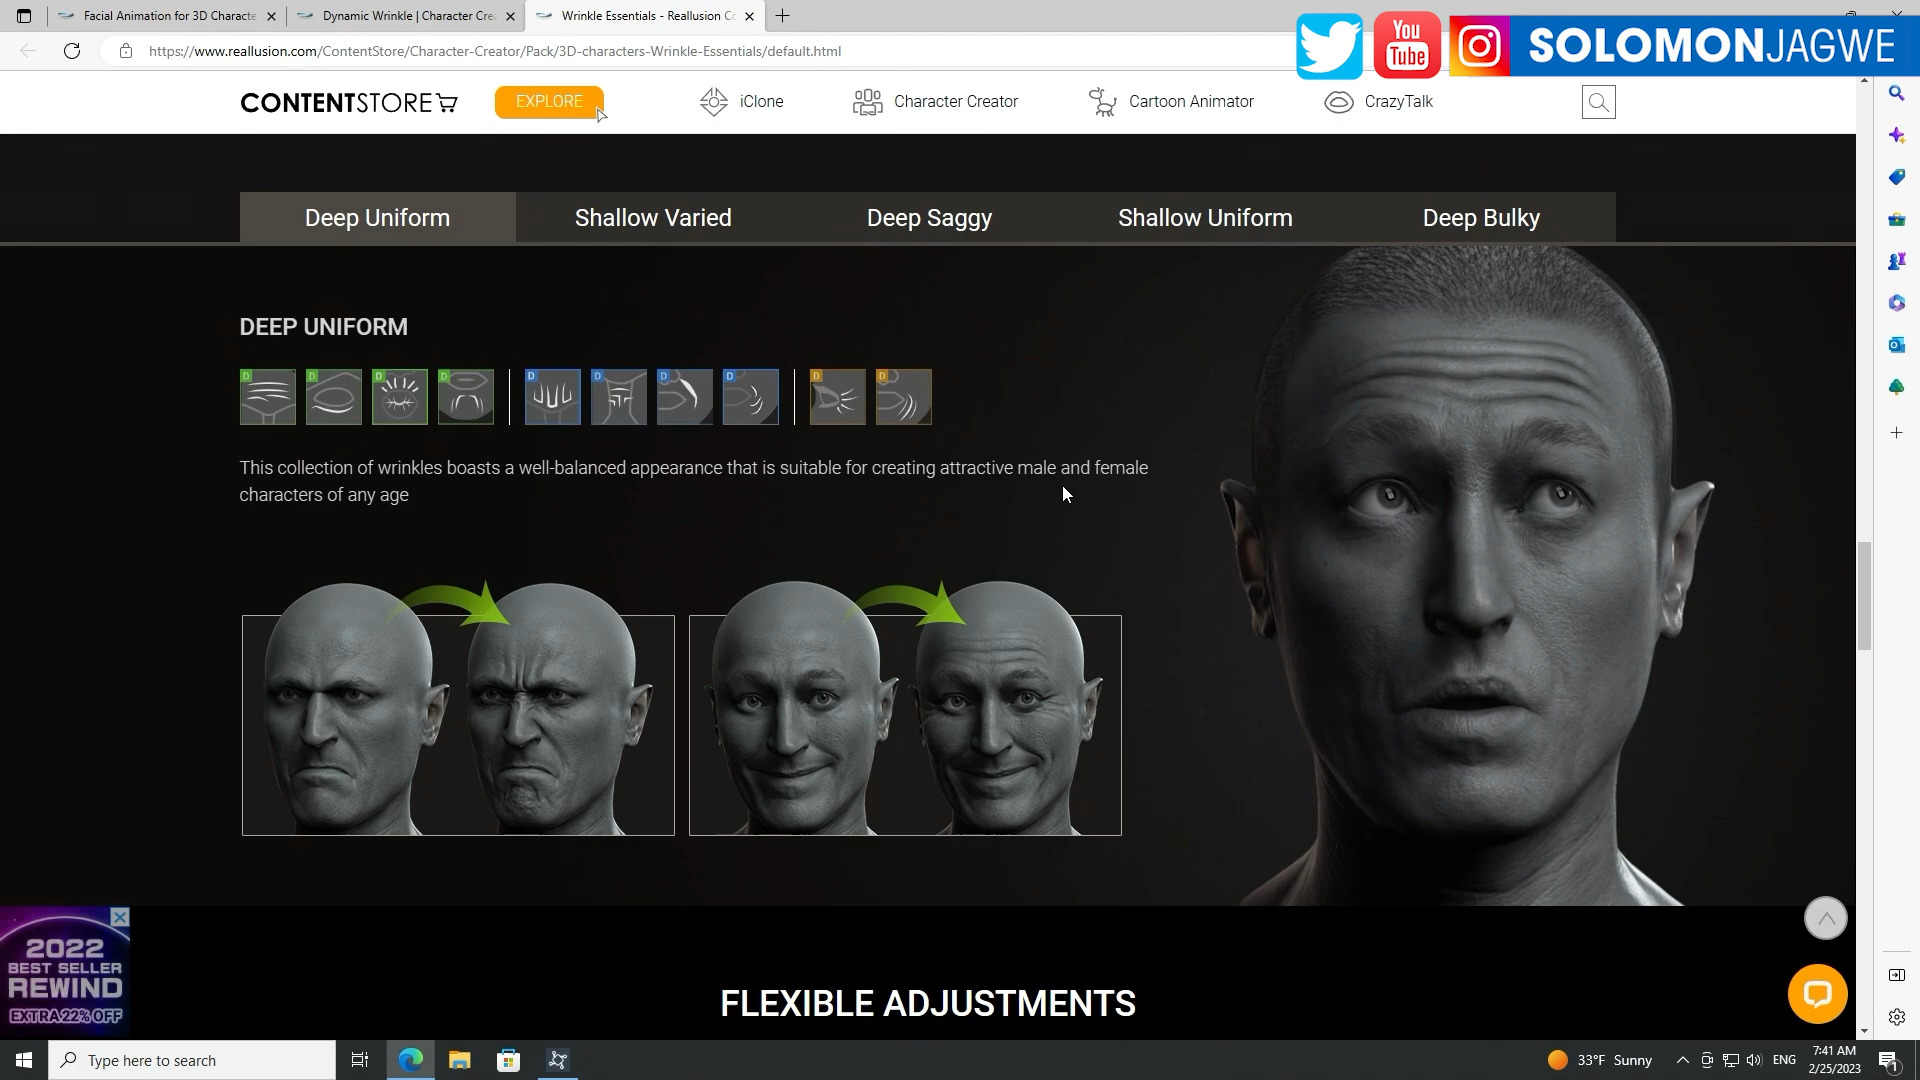 Facial Animation for 3D Characte
Dynamic Wrinkle | Character Crea
Wrinkle Essentials - Reallusion Co
https://www.reallusion.com/ContentStore/Character-Creator/Pack/3D-characters-Wrinkle-Essentials/default.html
You
Tube
SOLOMONJAGWE
CONTENTSTORE
EXPLORE
iClone
Character Creator
Cartoon Animator
CrazyTalk
Deep Uniform
Shallow Varied
Deep Saggy
Shallow Uniform
Deep Bulky
DEEP UNIFORM
D
D
D
D
D
D
D
D
D
D
This collection of wrinkles boasts a well-balanced appearance that is suitable for creating attractive male and female
characters of any age
2022
BEST SELLER
REWIND
EXTRA 22% OFF
FLEXIBLE ADJUSTMENTS
Type here to search
33°F Sunny
ENG
7:41 AM
2/25/2023
1